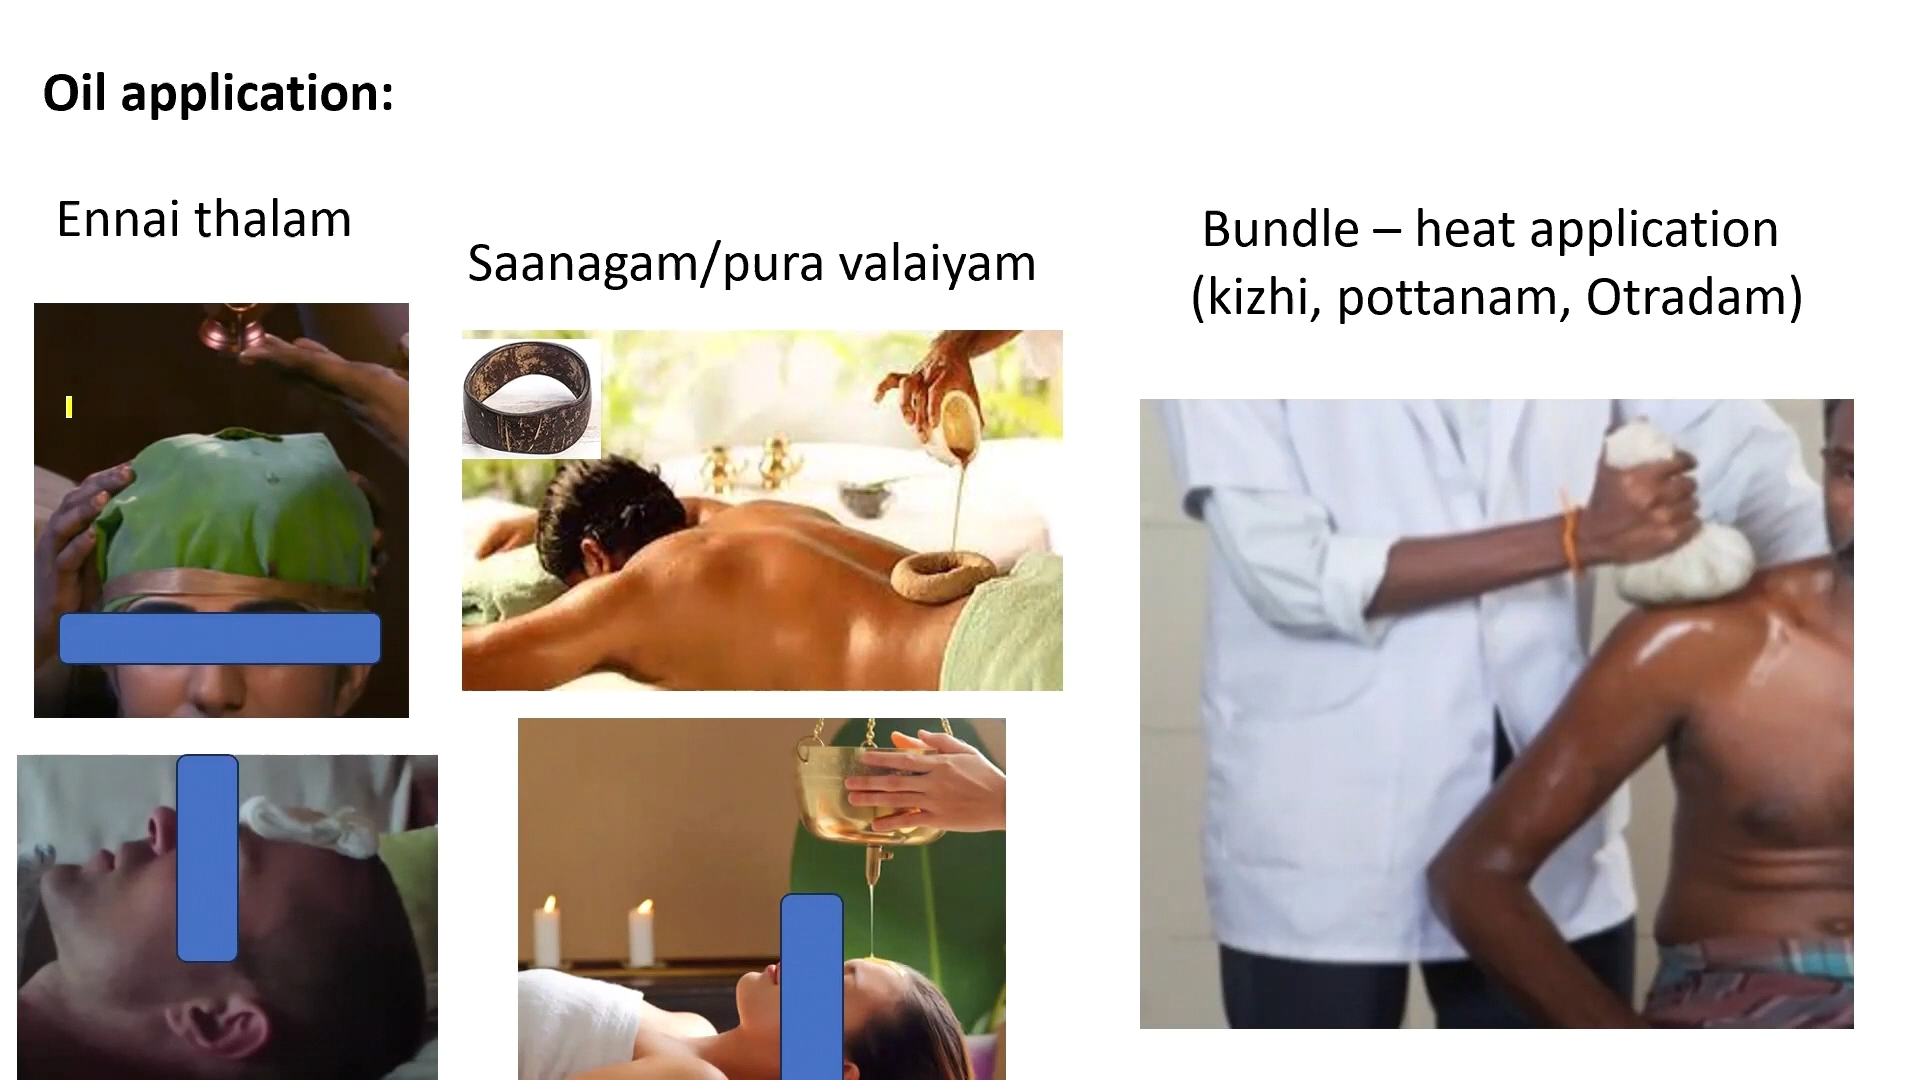 Oil application:
Ennai thalam
Saanagam/pura valaiyam
Bundle – heat application
(kizhi, pottanam, Otradam)